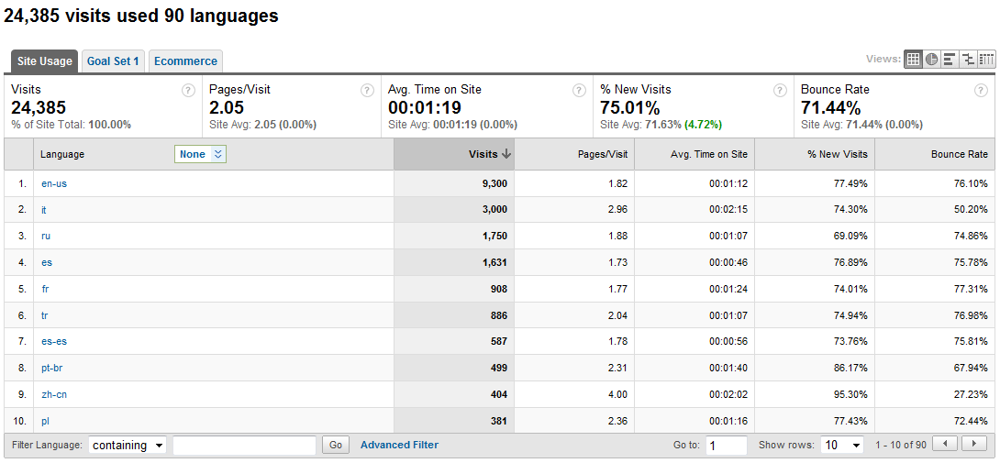 24,385 visits used 90 languages
Site Usage Goal Set 1 Ecommerce Views:
Visits ? Pages/Visit ? Avg. Time on Site ? % New Visits ? Bounce Rate ?
24,385 2.05 00:01:19 75.01% 71.44%
% of Site Total: 100.00% Site Avg: 2.05 (0.00%) Site Avg: 00:01:19 (0.00%) Site Avg: 71.63% (4.72%) Site Avg: 71.44% (0.00%)
Language None Visits Pages/Visit Avg. Time on Site % New Visits Bounce Rate
1. en-us 9,300 1.82 00:01:12 77.49% 76.10%
2. it 3,000 2.96 00:02:15 74.30% 50.20%
3. ru 1,750 1.88 00:01:07 69.09% 74.86%
4. es 1,631 1.73 00:00:46 76.89% 75.78%
5. fr 908 1.77 00:01:24 74.01% 77.31%
6. tr 886 2.04 00:01:07 74.94% 76.98%
7. es-es 587 1.78 00:00:56 73.76% 75.81%
8. pt-br 499 2.31 00:01:40 86.17% 67.94%
9. zh-cn 404 4.00 00:02:02 95.30% 27.23%
10. pl 381 2.36 00:01:16 77.43% 72.44%
Filter Language: containing Go Advanced Filter Go to: 1 Show rows: 10 1 - 10 of 90